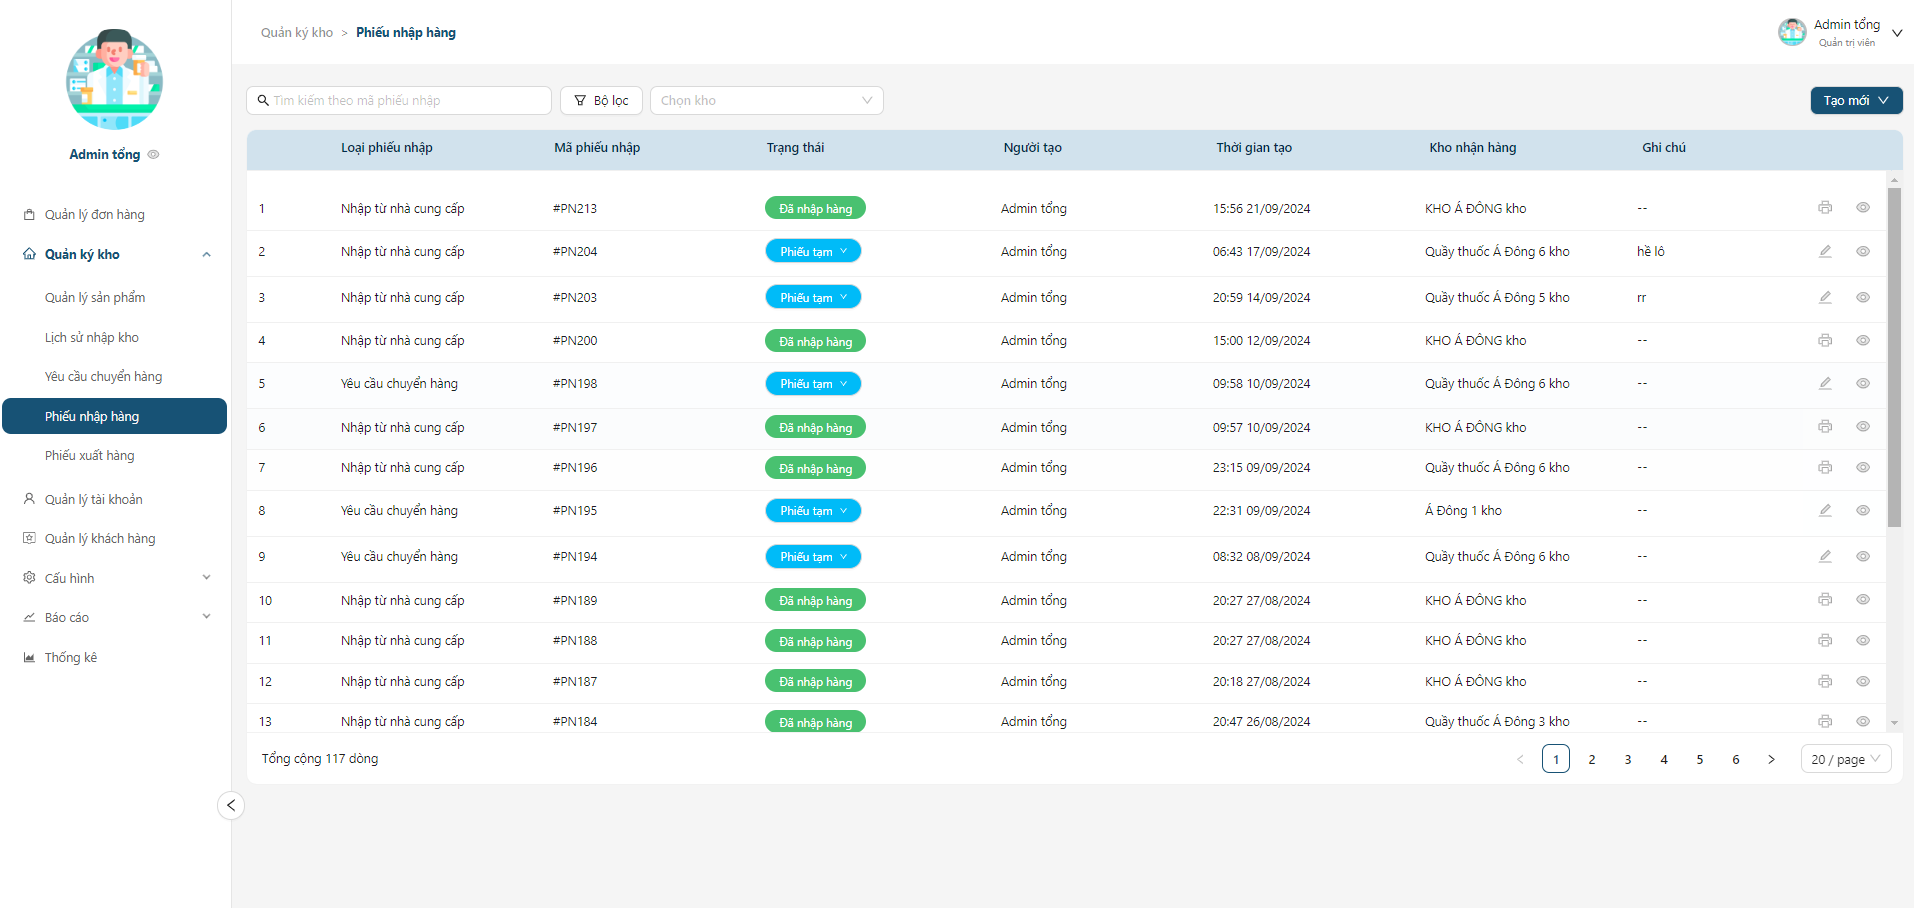 Quản ký kho > Phiếu nhập hàng
Admin tổng
Quản trị viên
Admin tổng
Quản lý đơn hàng
Quản ký kho
Quản lý sản phẩm
Lịch sử nhập kho
Yêu cầu chuyển hàng
Phiếu nhập hàng
Phiếu xuất hàng
Quản lý tài khoản
Quản lý khách hàng
Cấu hình
Báo cáo
Thống kê
Tìm kiếm theo mã phiếu nhập Bộ lọc Chọn kho Tạo mới
Loại phiếu nhập Mã phiếu nhập Trạng thái Người tạo Thời gian tạo Kho nhận hàng Ghi chú
1 Nhập từ nhà cung cấp #PN213 Đã nhập hàng Admin tổng 15:56 21/09/2024 KHO Á ĐÔNG kho --
2 Nhập từ nhà cung cấp #PN204 Phiếu tạm Admin tổng 06:43 17/09/2024 Quầy thuốc Á Đông 6 kho hề lô
3 Nhập từ nhà cung cấp #PN203 Phiếu tạm Admin tổng 20:59 14/09/2024 Quầy thuốc Á Đông 5 kho rr
4 Nhập từ nhà cung cấp #PN200 Đã nhập hàng Admin tổng 15:00 12/09/2024 KHO Á ĐÔNG kho --
5 Yêu cầu chuyển hàng #PN198 Phiếu tạm Admin tổng 09:58 10/09/2024 Quầy thuốc Á Đông 6 kho --
6 Nhập từ nhà cung cấp #PN197 Đã nhập hàng Admin tổng 09:57 10/09/2024 KHO Á ĐÔNG kho --
7 Nhập từ nhà cung cấp #PN196 Đã nhập hàng Admin tổng 23:15 09/09/2024 Quầy thuốc Á Đông 6 kho --
8 Yêu cầu chuyển hàng #PN195 Phiếu tạm Admin tổng 22:31 09/09/2024 Á Đông 1 kho --
9 Yêu cầu chuyển hàng #PN194 Phiếu tạm Admin tổng 08:32 08/09/2024 Quầy thuốc Á Đông 6 kho --
10 Nhập từ nhà cung cấp #PN189 Đã nhập hàng Admin tổng 20:27 27/08/2024 KHO Á ĐÔNG kho --
11 Nhập từ nhà cung cấp #PN188 Đã nhập hàng Admin tổng 20:27 27/08/2024 KHO Á ĐÔNG kho --
12 Nhập từ nhà cung cấp #PN187 Đã nhập hàng Admin tổng 20:18 27/08/2024 KHO Á ĐÔNG kho --
13 Nhập từ nhà cung cấp #PN184 Đã nhập hàng Admin tổng 20:47 26/08/2024 Quầy thuốc Á Đông 3 kho --
Tổng cộng 117 dòng < 1 2 3 4 5 6 > 20 / page